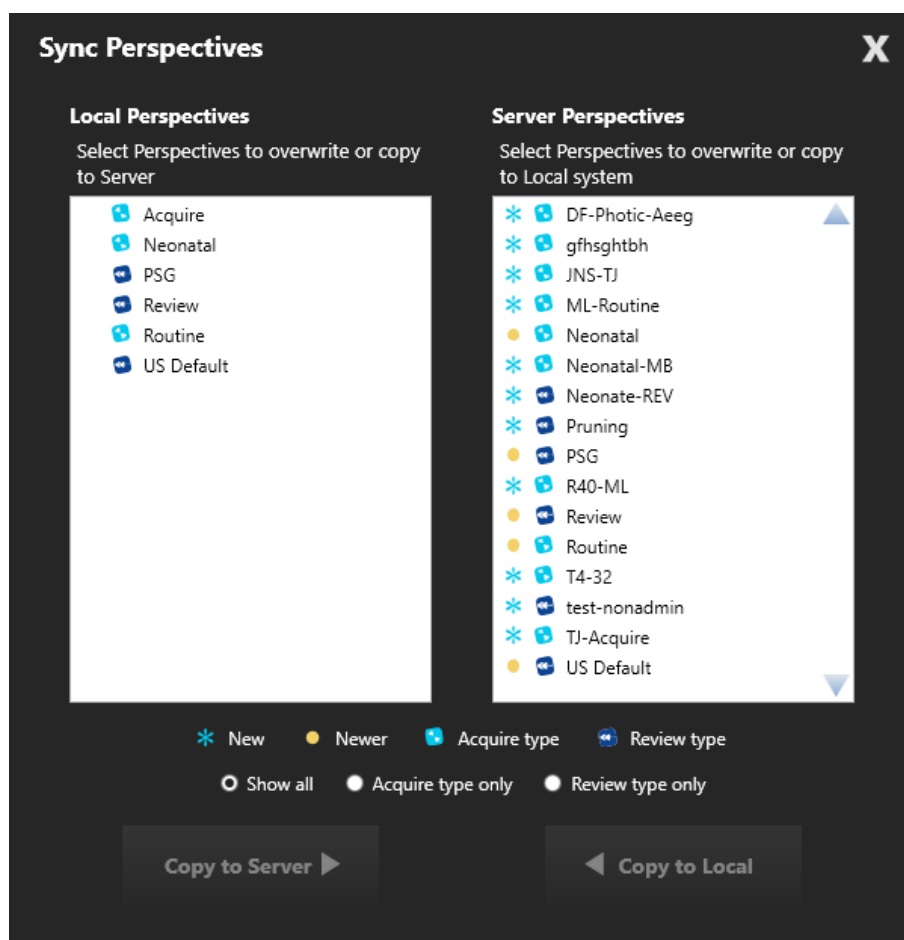 Sync Perspectives
X
Local Perspectives
Select Perspectives to overwrite or copy
to Server
Acquire
Neonatal
PSG
Review
Routine
US Default
Server Perspectives
Select Perspectives to overwrite or copy
to Local system
DF-Photic-Aeeg
gfhsghtbh
JNS-TJ
ML-Routine
Neonatal
Neonatal-MB
Neonate-REV
Pruning
PSG
R40-ML
Review
Routine
T4-32
test-nonadmin
TJ-Acquire
US Default
New Newer Acquire type Review type
Show all Acquire type only Review type only
Copy to Server Copy to Local